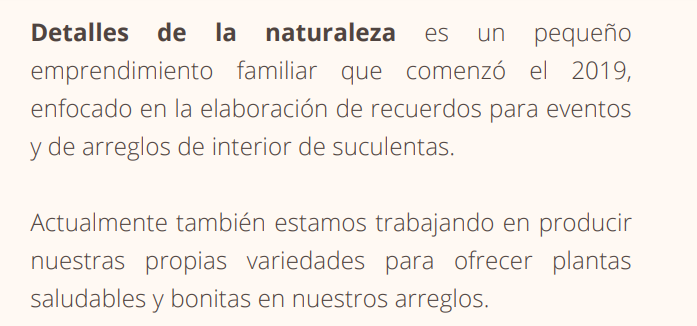 Detalles de la naturaleza es un pequeño
emprendimiento familiar que comenzó el 2019,
enfocado en la elaboración de recuerdos para eventos
y de arreglos de interior de suculentas.
Actualmente también estamos trabajando en producir
nuestras propias variedades para ofrecer plantas
saludables y bonitas en nuestros arreglos.